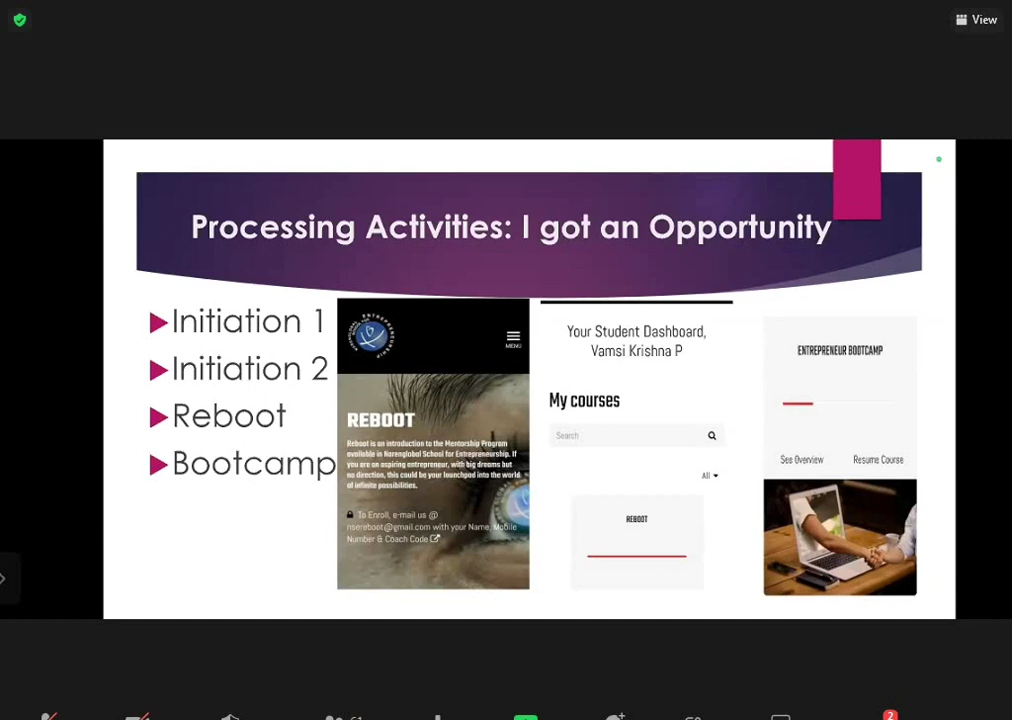 View
Processing Activities: I got an Opportunity
Initiation 1
Initiation 2
Reboot
Bootcamp
ENTREPRENEURSHIP
MENU
REBOOT
Reboot is an introduction to the Mentorship Program
available in Narenglobal School for Entrepreneurship. If
you are an aspiring entrepreneur, with big dreams but
no direction, this could be your launchpad into the world
of infinite possibilities.
To Enroll, e-mail us @
nsereboot@gmail.com with your Name, Mobile
Number & Coach Code
Your Student Dashboard,
Vamsi Krishna P
My courses
Search
All
REBOOT
ENTREPRENEUR BOOTCAMP
See Overview
Resume Course
2